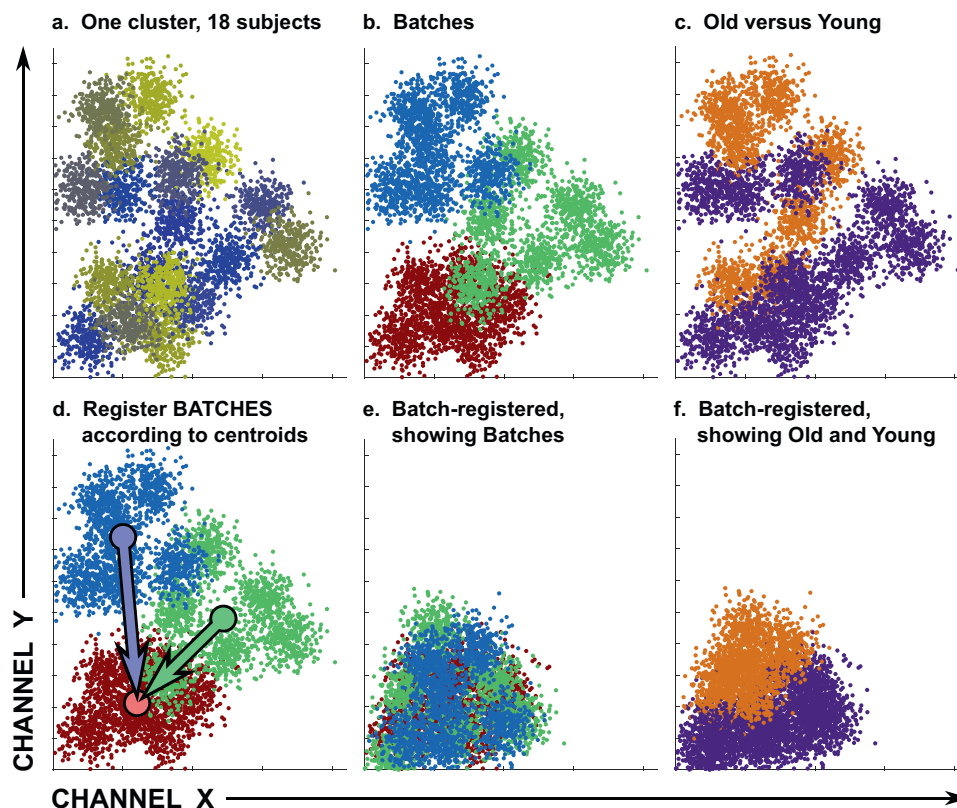 a. One cluster, 18 subjects
b. Batches
c. Old versus Young
d. Register BATCHES
according to centroids
e. Batch-registered,
showing Batches
f. Batch-registered,
showing Old and Young
CHANNEL Y
CHANNEL X